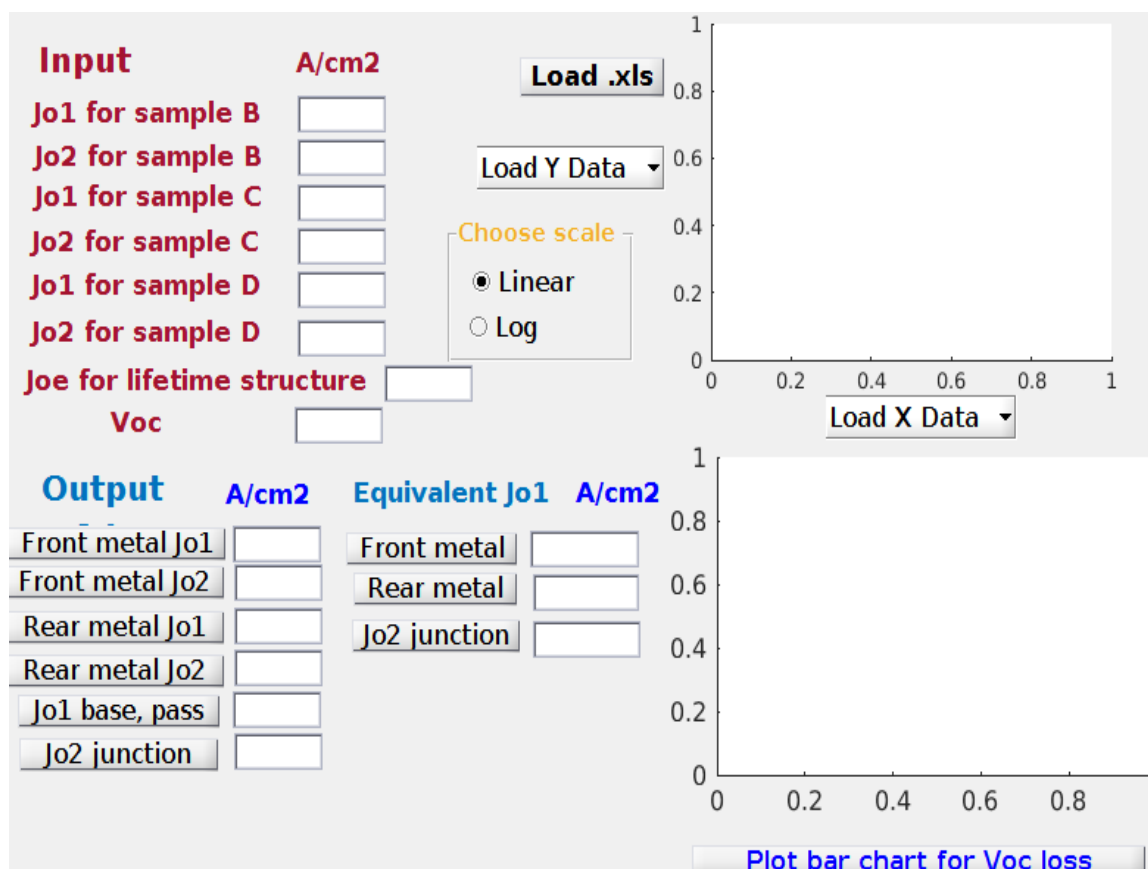 Input
A/cm2
Jo1 for sample B
Jo2 for sample B
Jo1 for sample C
Jo2 for sample C
Jo1 for sample D
Jo2 for sample D
Joe for lifetime structure
Voc
Load .xls
Load Y Data
Choose scale
Linear
Log
1
0.8
0.6
0.4
0.2
0
0 0.2 0.4 0.6 0.8 1
Load X Data
Output
A/cm2
Front metal Jo1
Front metal Jo2
Rear metal Jo1
Rear metal Jo2
Jo1 base, pass
Jo2 junction
Equivalent Jo1 A/cm2
Front metal
Rear metal
Jo2 junction
1
0.8
0.6
0.4
0.2
0
0 0.2 0.4 0.6 0.8
Plot bar chart for Voc loss